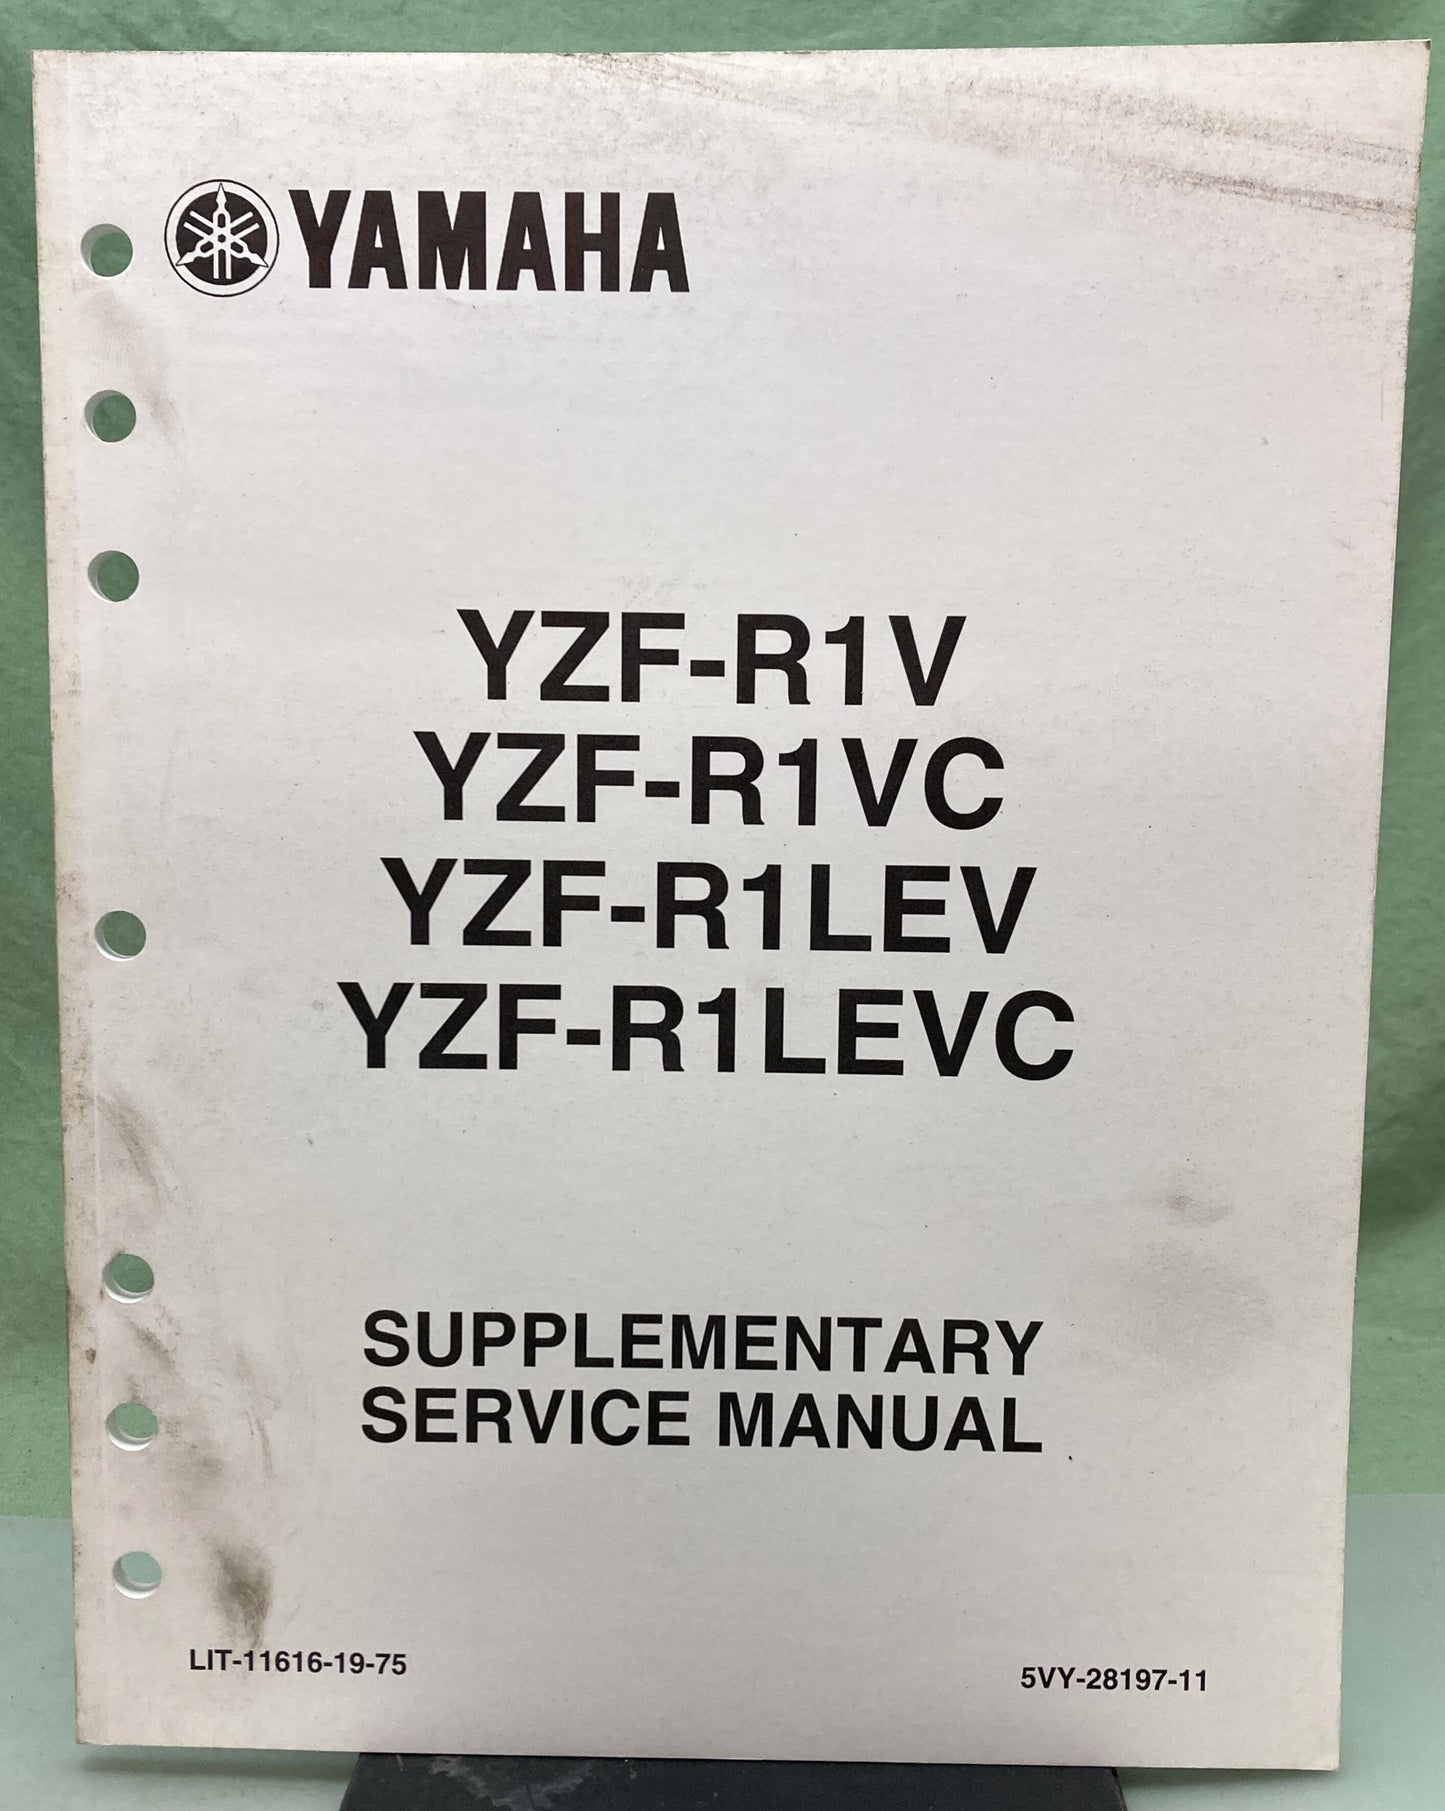 YAMAHA
YZF-R1V
YZF-R1VC
YZF-R1LEV
YZF-R1LEVC
SUPPLEMENTARY
SERVICE MANUAL
LIT-11616-19-75
5VY-28197-11